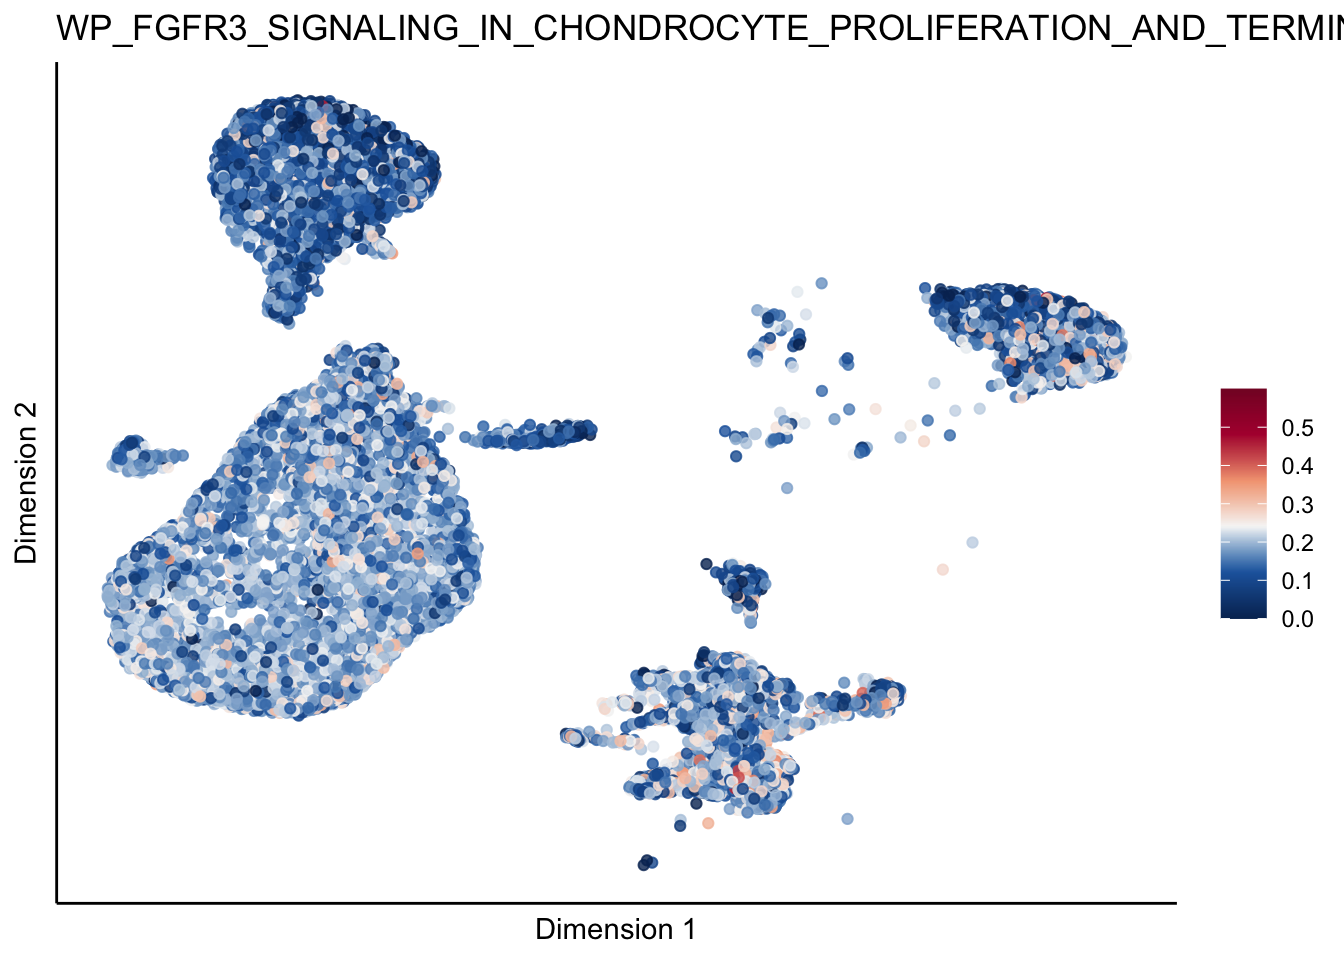 WP_FGFR3_SIGNALING_IN_CHONDROCYTE_PROLIFERATION_AND_TERMIN
Dimension 2
0.5
0.4
0.3
0.2
0.1
0.0
Dimension 1